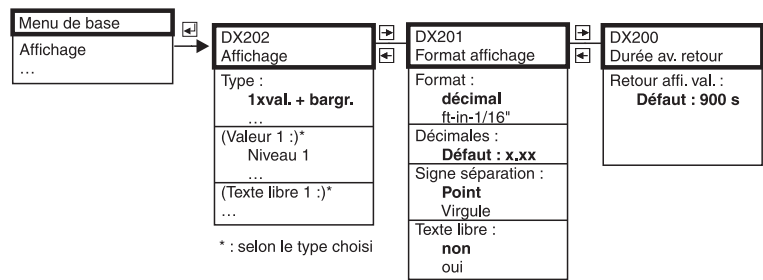 Menu de base
Affichage
…
DX202
Affichage
Type :
1xval. + bargr.
…
(Valeur 1 :)*
Niveau 1
…
(Texte libre 1 :)*
…
* : selon le type choisi
DX201
Format affichage
Format :
décimal
ft-in-1/16"
Décimales :
Défaut : x.xx
Signe séparation :
Point
Virgule
Texte libre :
non
oui
DX200
Durée av. retour
Retour affi. val. :
Défaut : 900 s